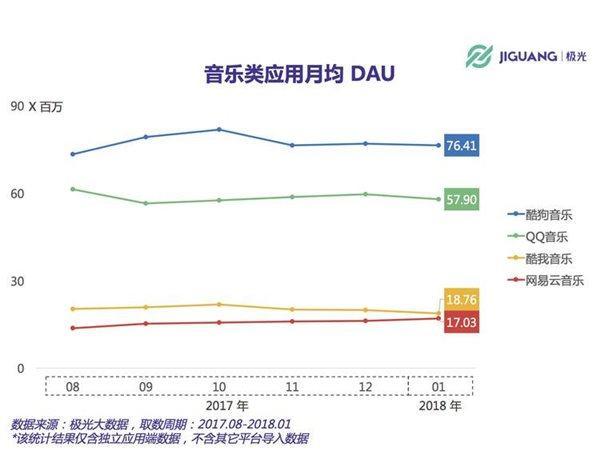 JIGUANG | 极光
音乐类应用月均 DAU
90 X 百万
60
30
0
76.41
57.90
18.76
17.03
酷狗音乐
QQ音乐
酷我音乐
网易云音乐
08 09 10 11 12 01
2017 年 2018 年
数据来源：极光大数据，取数周期：2017.08-2018.01
*该统计结果仅含独立应用端数据，不含其它平台导入数据